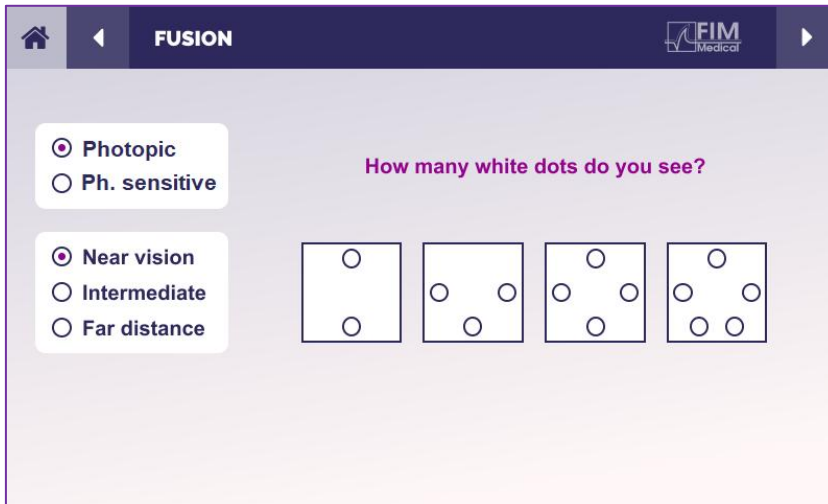 FUSION
FIM
Medical
Photopic
Ph. sensitive
How many white dots do you see?
Near vision
Intermediate
Far distance